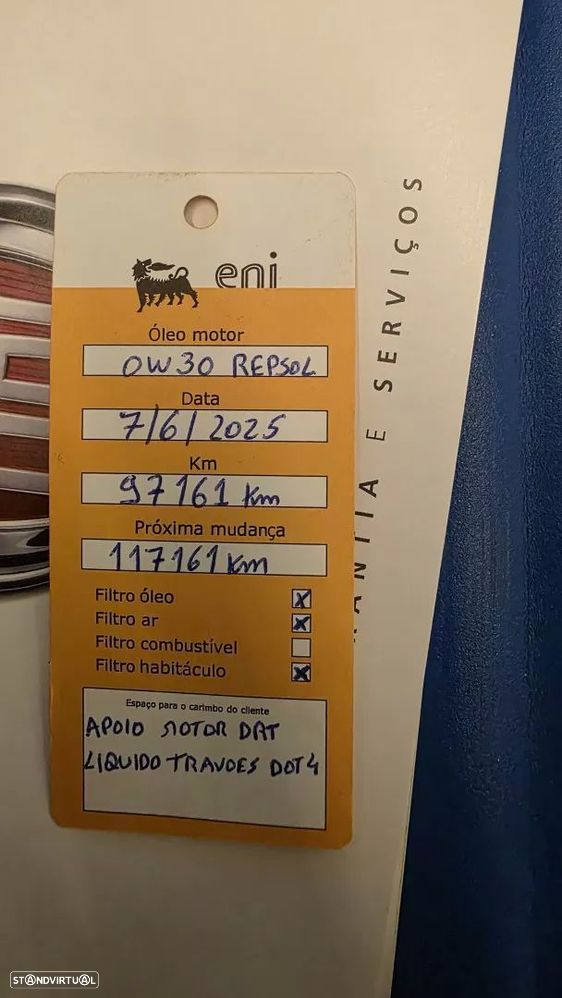 eni
Óleo motor
0W30 REPSOL
Data
7/6/2025
Km
97161 Km
Próxima mudança
117161 Km
Filtro óleo
Filtro ar
Filtro combustível
Filtro habitáculo
Espaço para o carimbo do cliente
APOIO MOTOR DRT
LIQUIDO TRAVOES DOT4
ANTIA E SERVIÇOS
STANDVIRTUAL